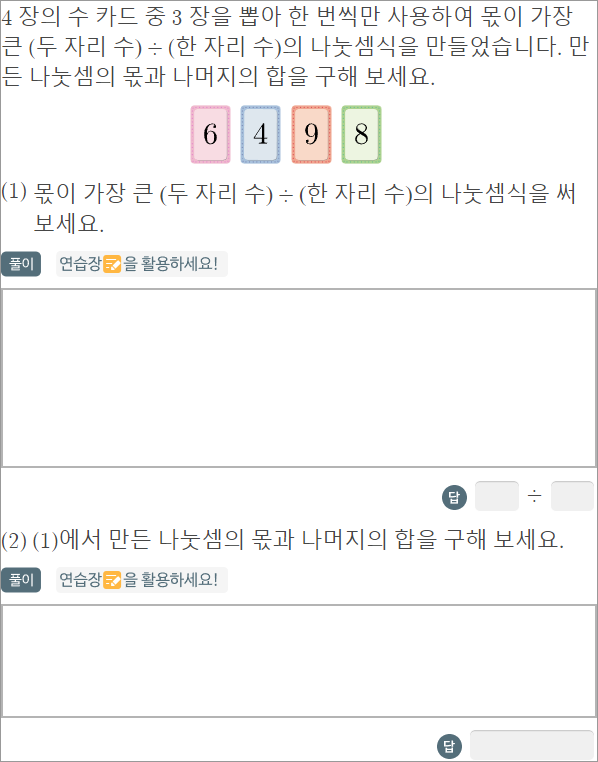 4 장의 수 카드 중 3 장을 뽑아 한 번씩만 사용하여 몫이 가장
큰 (두 자리 수) ÷ (한 자리 수)의 나눗셈식을 만들었습니다. 만
든 나눗셈의 몫과 나머지의 합을 구해 보세요.
6 4 9 8
(1) 몫이 가장 큰 (두 자리 수) ÷ (한 자리 수)의 나눗셈식을 써
보세요.
풀이 연습장을 활용하세요!
답 ÷
(2) (1)에서 만든 나눗셈의 몫과 나머지의 합을 구해 보세요.
풀이 연습장을 활용하세요!
답